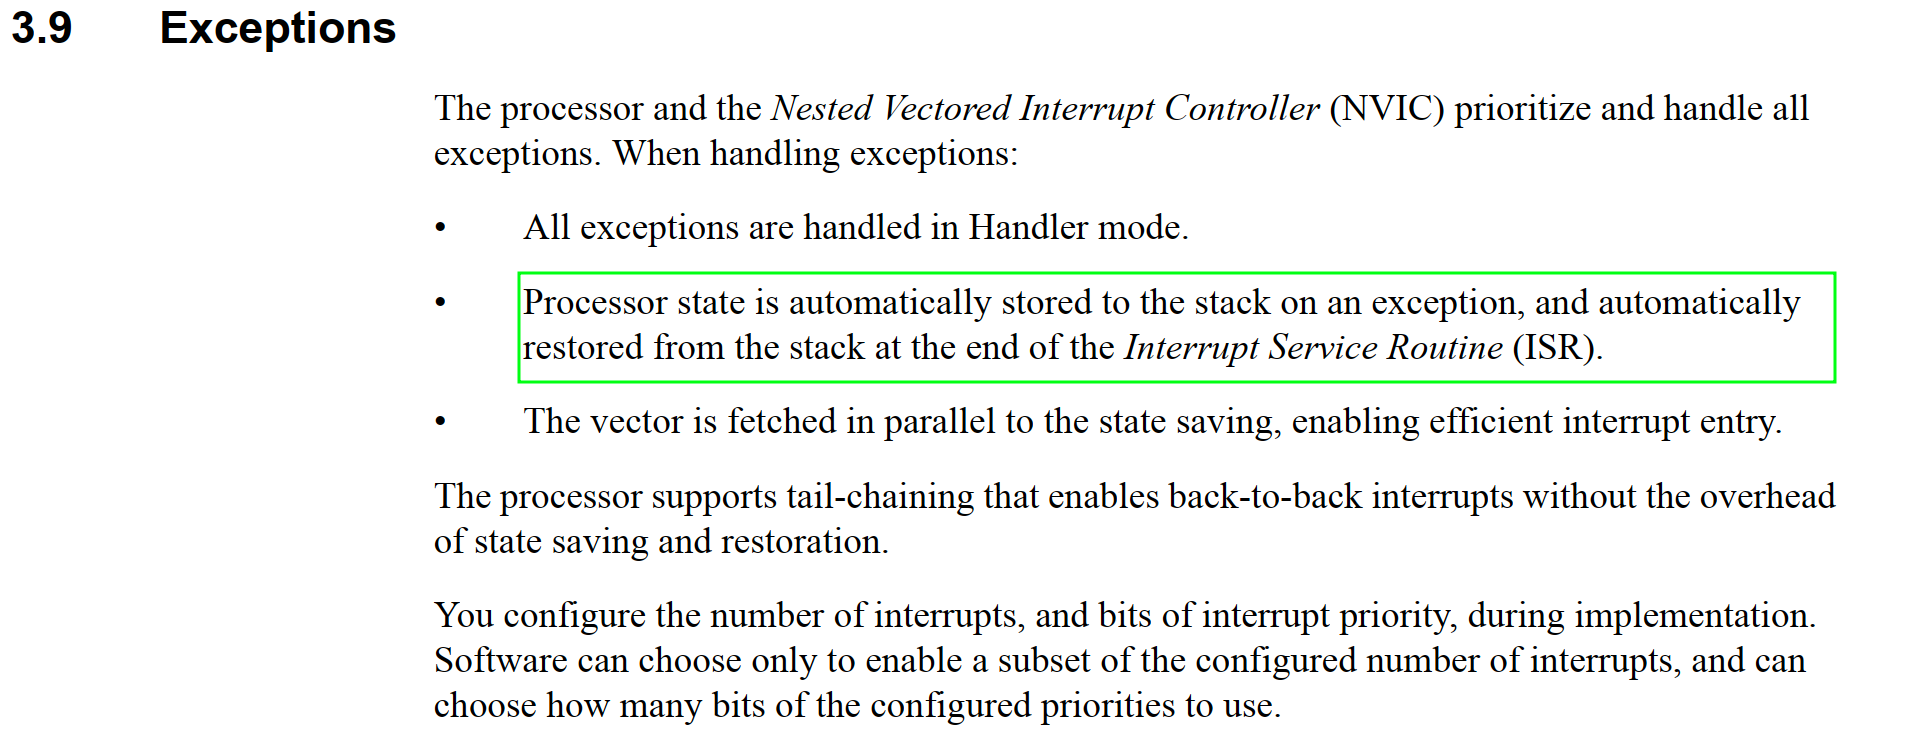 3.9 Exceptions
The processor and the Nested Vectored Interrupt Controller (NVIC) prioritize and handle all
exceptions. When handling exceptions:
• All exceptions are handled in Handler mode.
• Processor state is automatically stored to the stack on an exception, and automatically
restored from the stack at the end of the Interrupt Service Routine (ISR).
• The vector is fetched in parallel to the state saving, enabling efficient interrupt entry.
The processor supports tail-chaining that enables back-to-back interrupts without the overhead
of state saving and restoration.
You configure the number of interrupts, and bits of interrupt priority, during implementation.
Software can choose only to enable a subset of the configured number of interrupts, and can
choose how many bits of the configured priorities to use.